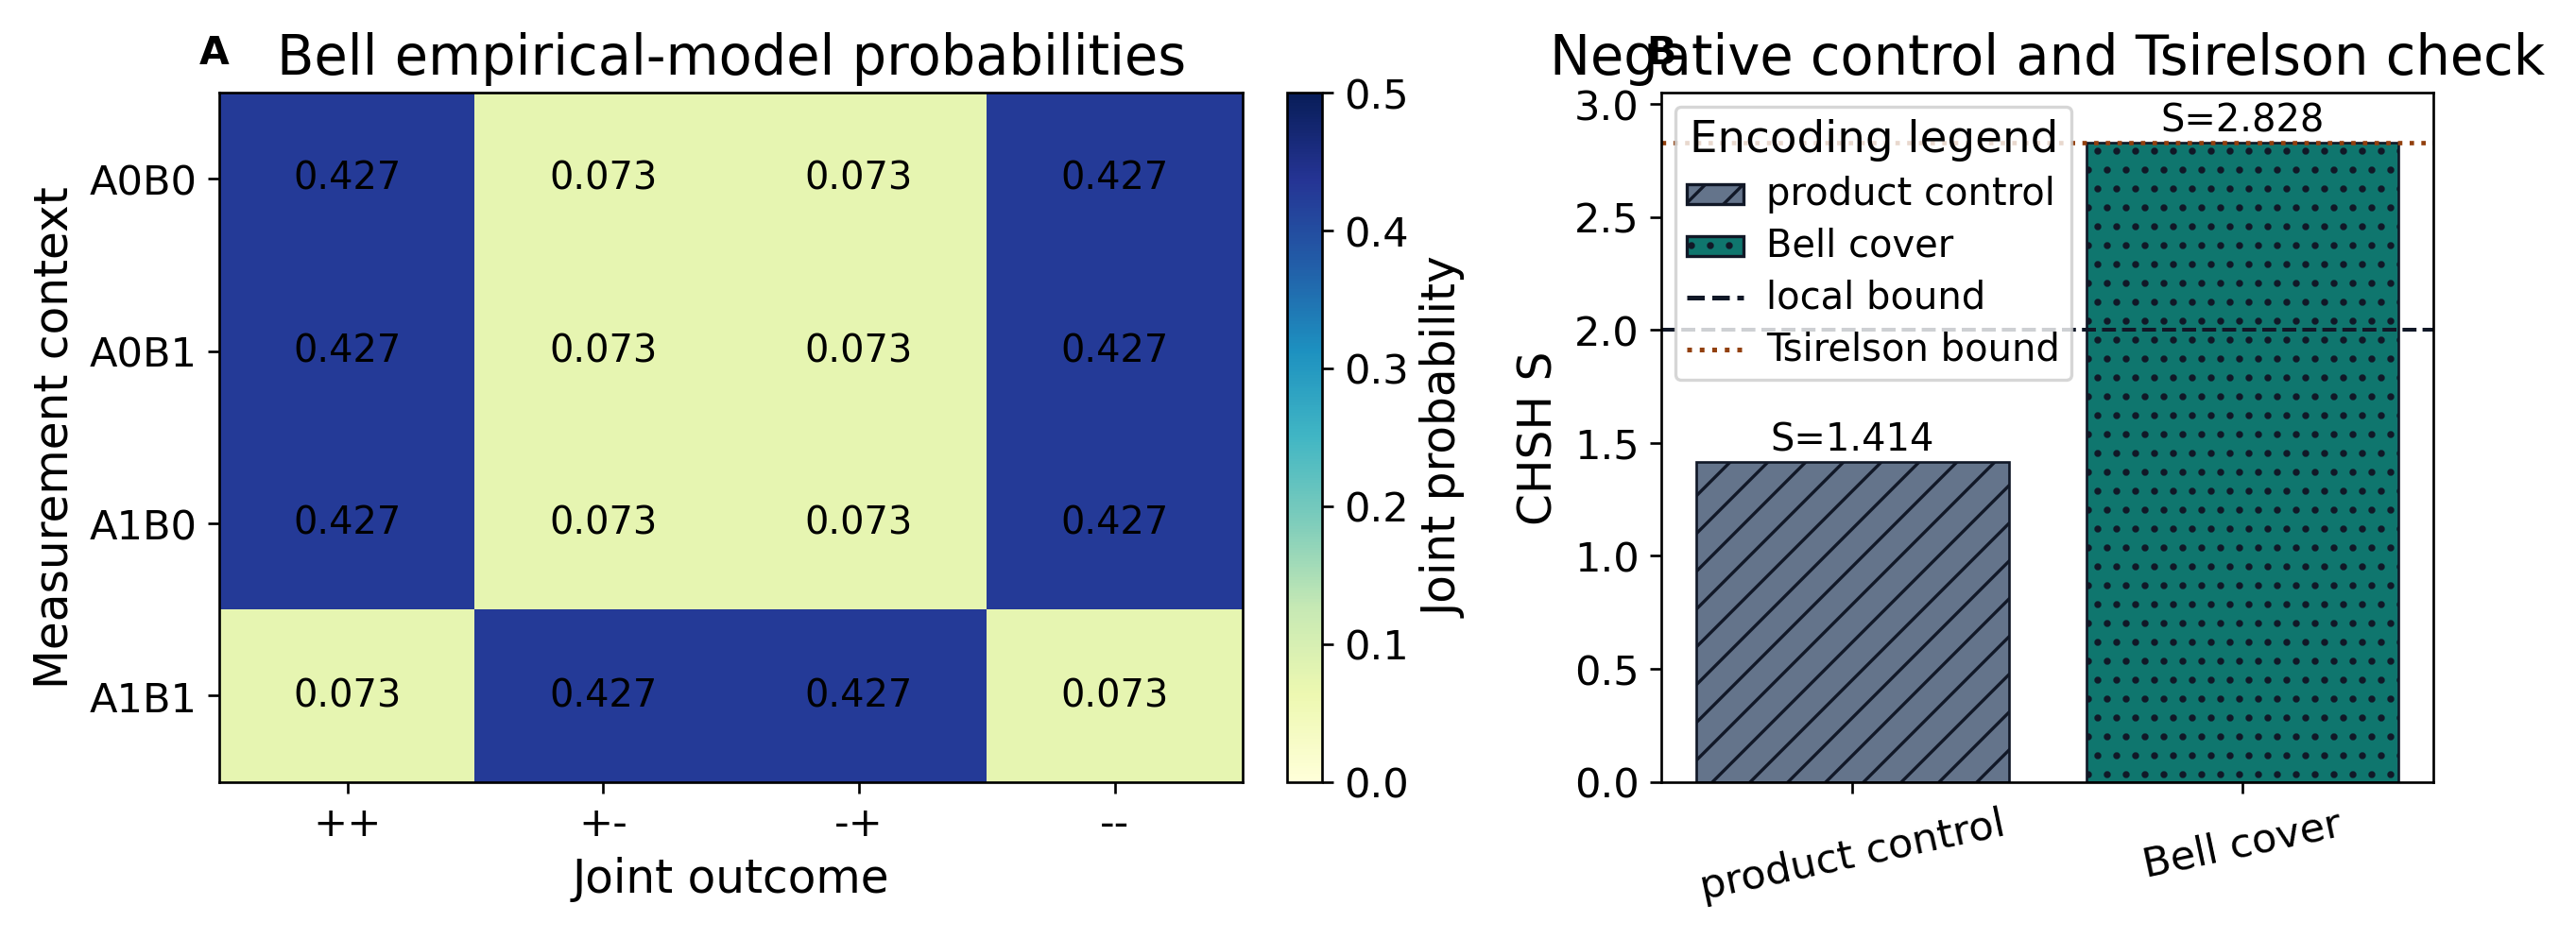 A
Bell empirical-model probabilities
Measurement context
A0B0
0.427 0.073 0.073 0.427
A0B1
0.427 0.073 0.073 0.427
A1B0
0.427 0.073 0.073 0.427
A1B1
0.073 0.427 0.427 0.073
++ +- -+ --
Joint outcome
0.5
0.4
0.3
0.2
0.1
0.0
Joint probability
B
Negative control and Tsirelson check
CHSH S
3.0
2.5
2.0
1.5
1.0
0.5
0.0
Encoding legend
product control
Bell cover
local bound
Tsirelson bound
S=1.414
S=2.828
product control
Bell cover